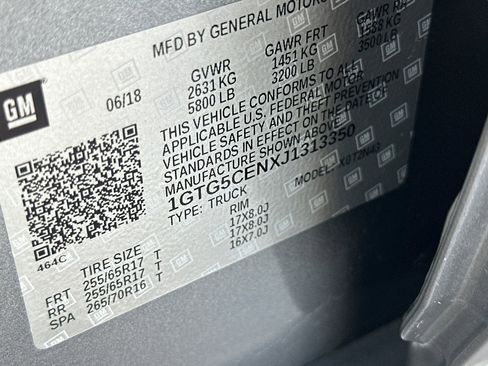 MFD BY GENERAL MOTORS
GM
06/18
GVWR
2631 KG
5800 LB
GAWR FRT
1451 KG
3200 LB
GAWR RR
1588 KG
3500 LB
THIS VEHICLE CONFORMS TO ALL
APPLICABLE U.S. FEDERAL MOTOR
VEHICLE SAFETY AND THEFT PREVENTION
STANDARDS IN EFFECT ON THE DATE OF
MANUFACTURE SHOWN ABOVE.
1GTG5CENXJ1313350
TYPE: TRUCK
MODEL:
464C
TIRE SIZE
RIM
FRT 255/65R17 T 17X8.0J
RR 255/65R17 T 17X8.0J
SPA 265/70R16 T 16X7.0J